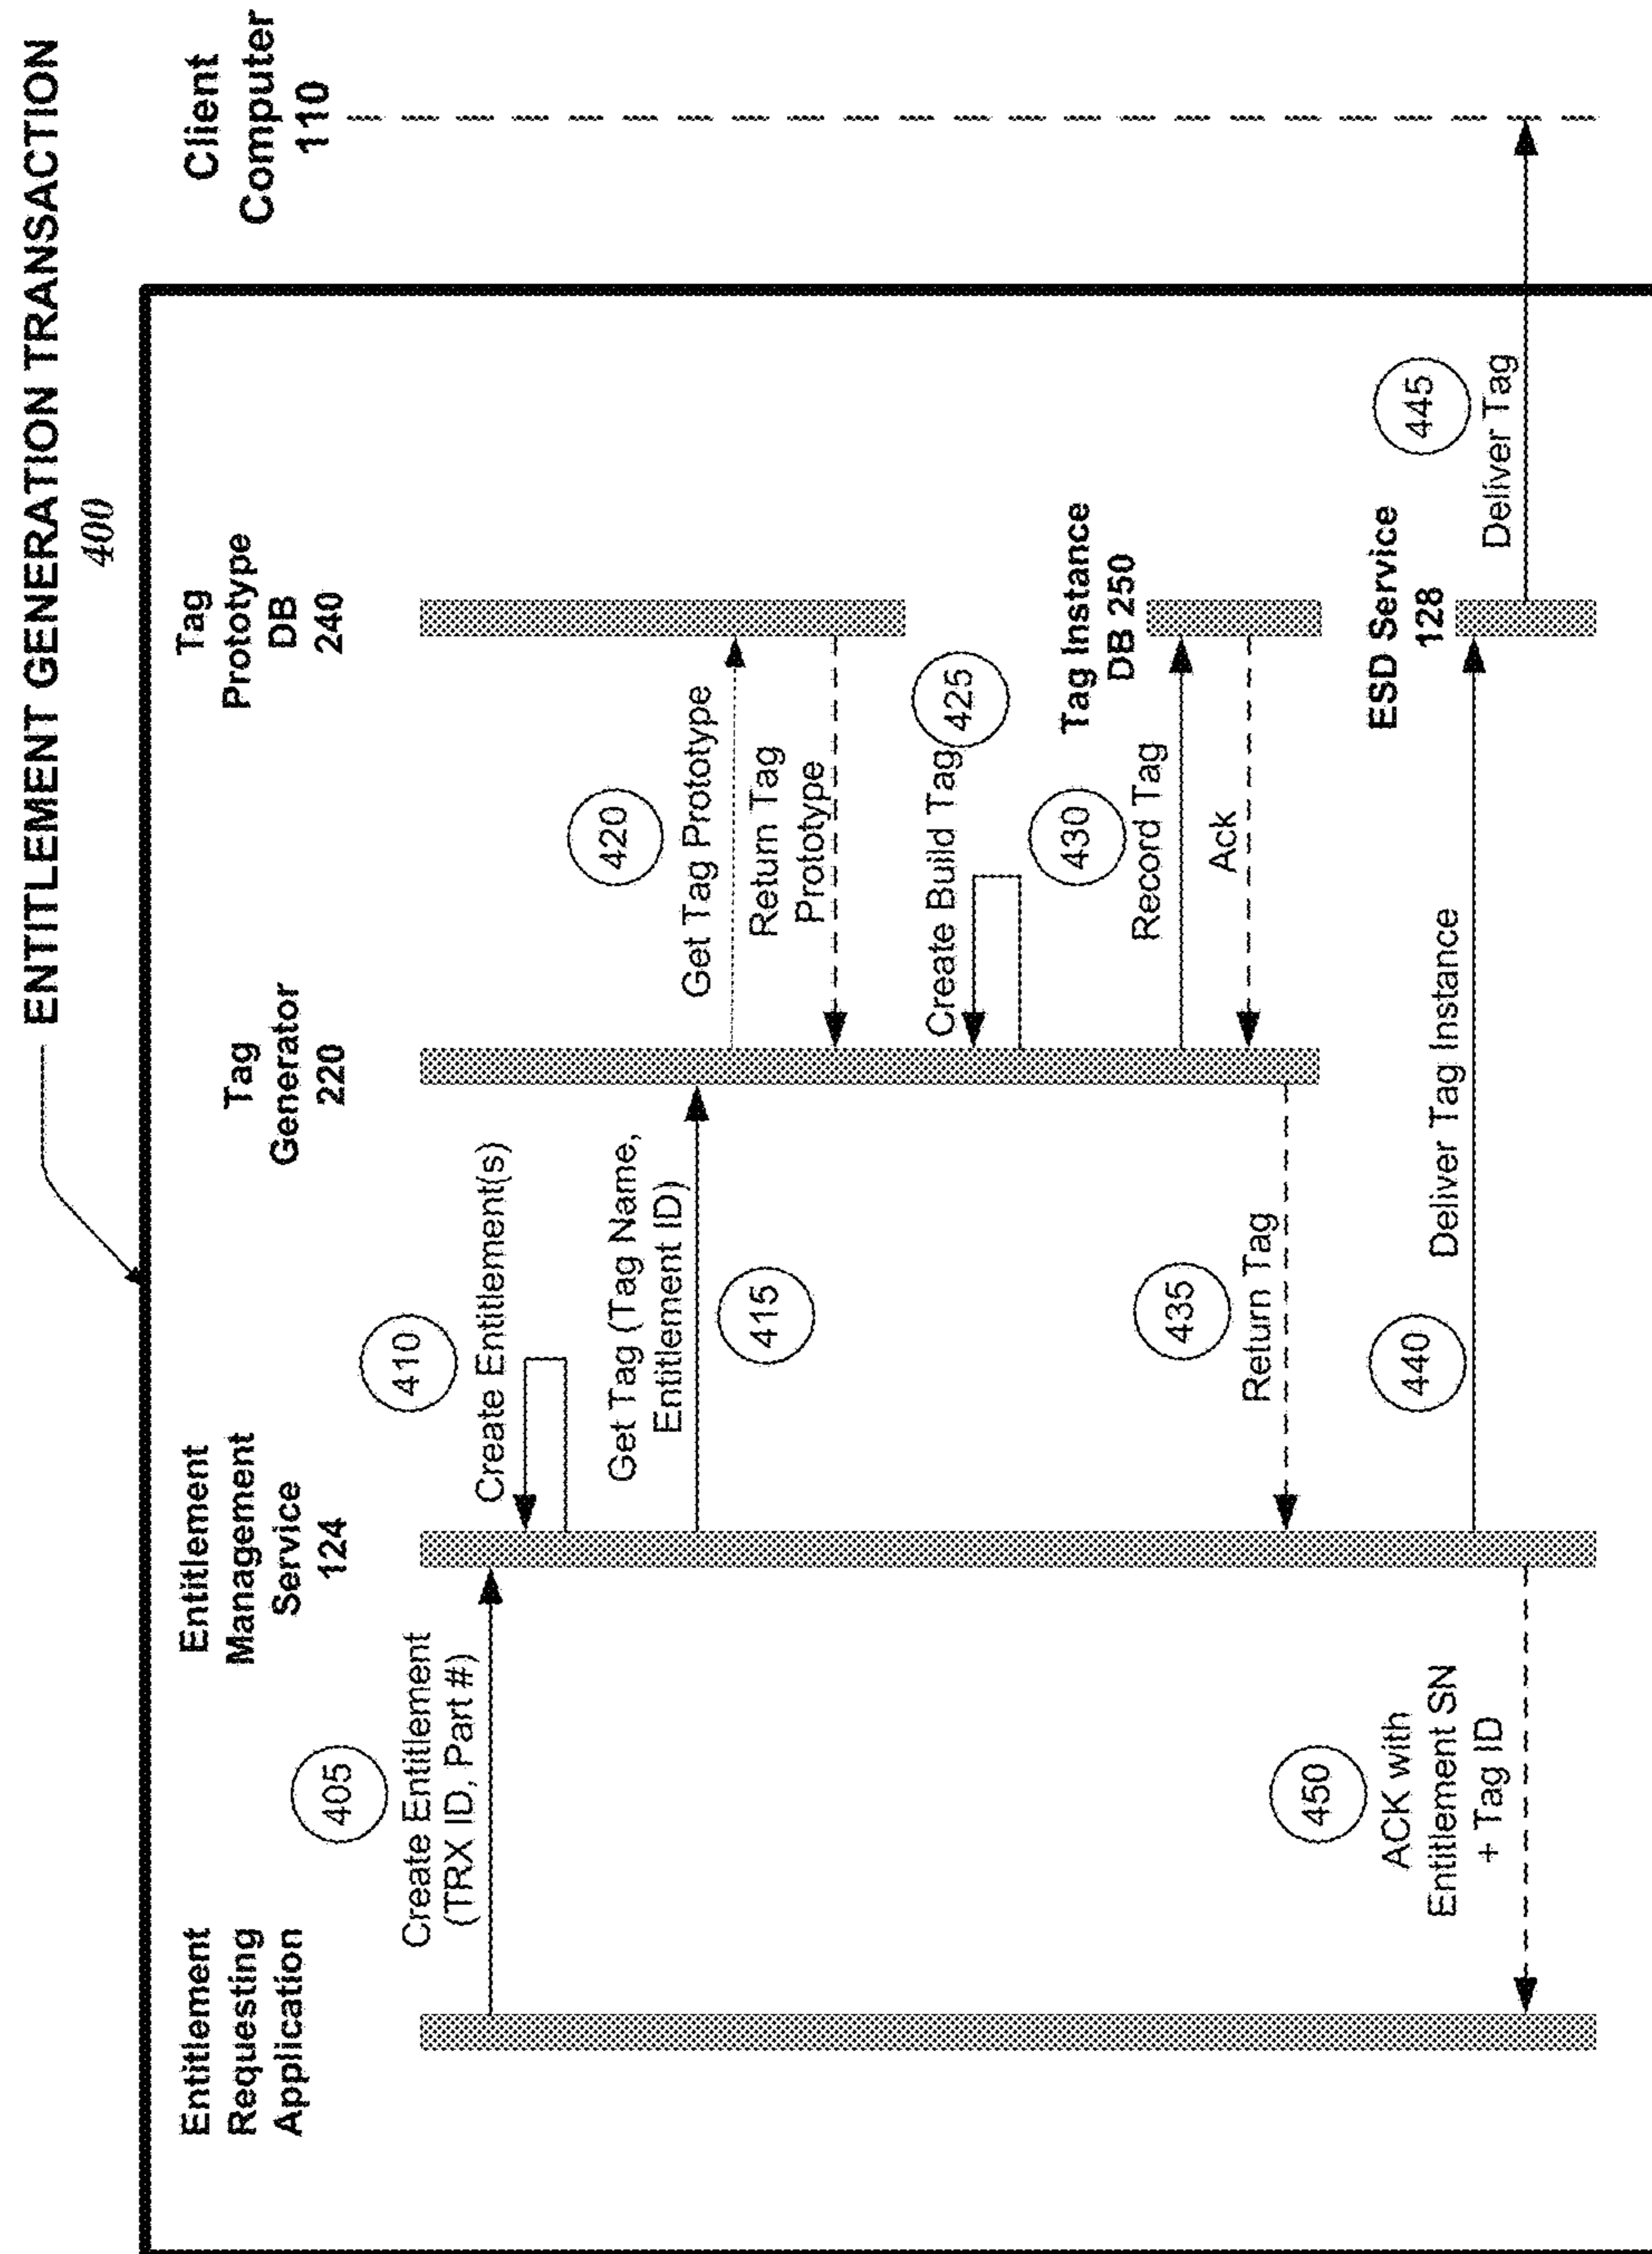 ENTITLEMENT GENERATION TRANSACTION
400
Entitlement
Requesting
Application
Entitlement
Management
Service
124
Tag
Generator
220
Tag
Prototype
DB
240
Client
Computer
110
405
Create Entitlement
(TRX ID, Part #)
410
Create Entitlement(s)
Get Tag (Tag Name,
Entitlement ID)
415
420
Get Tag Prototype
Return Tag
Prototype
Create Build Tag
425
430
Record Tag
Tag Instance
DB 250
Ack
435
Return Tag
440
Deliver Tag Instance
ESD Service
128
445
Deliver Tag
450
ACK with
Entitlement SN
+ Tag ID